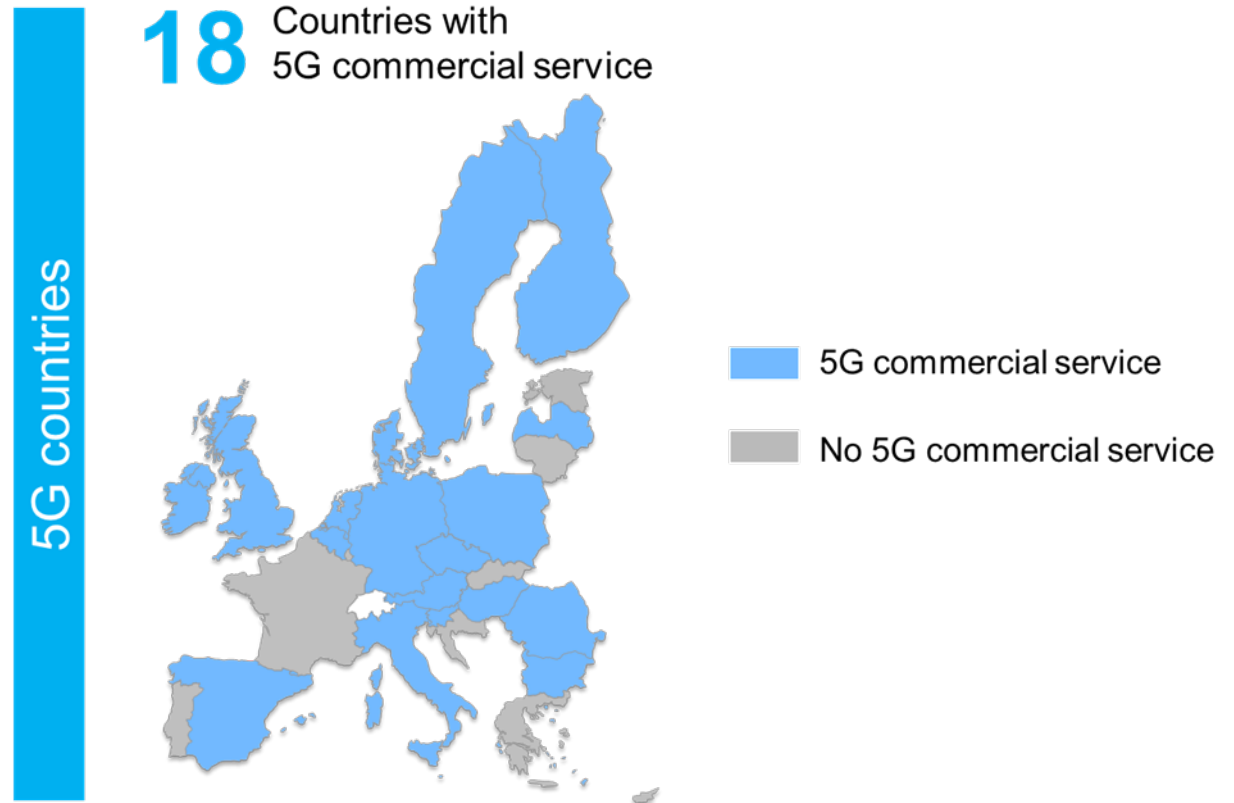 18
Countries with
5G commercial service
5G countries
5G commercial service
No 5G commercial service